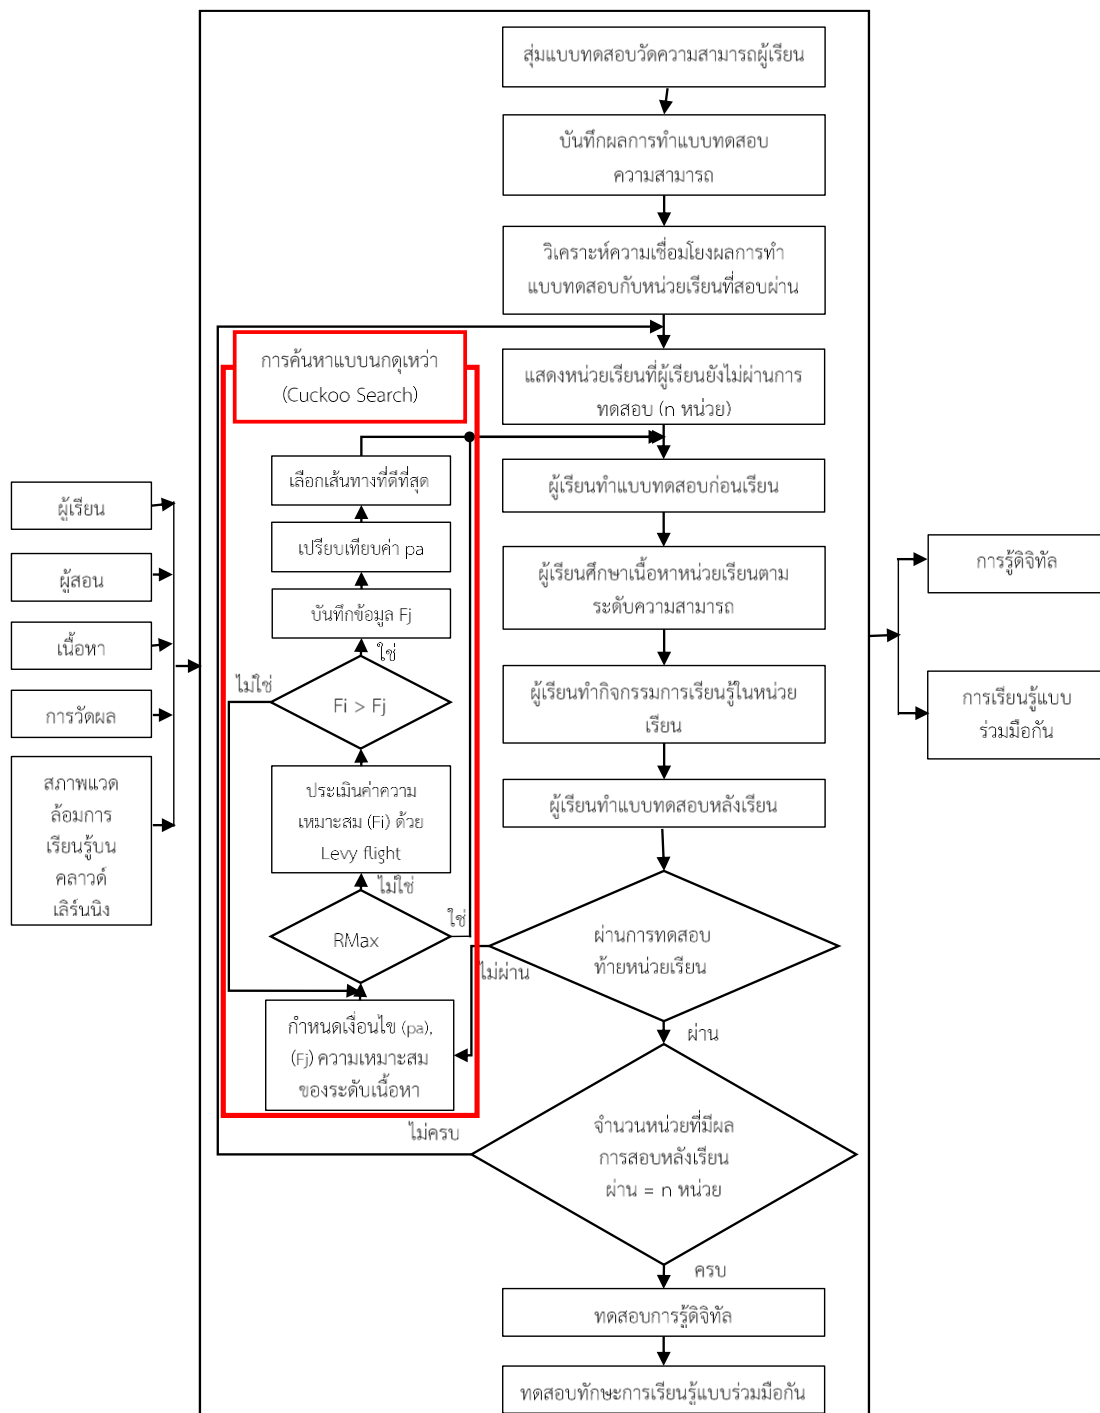 สุ่มแบบทดสอบวัดความสามารถผู้เรียน
บันทึกผลการทำแบบทดสอบ
ความสามารถ
วิเคราะห์ความเชื่อมโยงผลการทำ
แบบทดสอบกับหน่วยเรียนที่สอบผ่าน
การค้นหาแบบนกดุเหว่า
(Cuckoo Search)
แสดงหน่วยเรียนที่ผู้เรียนยังไม่ผ่านการ
ทดสอบ (n หน่วย)
เลือกเส้นทางที่ดีที่สุด
ผู้เรียนทำแบบทดสอบก่อนเรียน
เปรียบเทียบค่า pa
ผู้เรียนศึกษาเนื้อหาหน่วยเรียนตาม
ระดับความสามารถ
บันทึกข้อมูล Fj
ใช่
ไม่ใช่
Fi > Fj
ผู้เรียนทำกิจกรรมการเรียนรู้ในหน่วย
เรียน
ประเมินค่าความ
เหมาะสม (Fi) ด้วย
Levy flight
ผู้เรียนทำแบบทดสอบหลังเรียน
ไม่ใช่
ใช่
RMax
ผ่านการทดสอบ
ท้ายหน่วยเรียน
ไม่ผ่าน
ผ่าน
กำหนดเงื่อนไข (pa),
(Fj) ความเหมาะสม
ของระดับเนื้อหา
ไม่ครบ
จำนวนหน่วยที่มีผล
การสอบหลังเรียน
ผ่าน = n หน่วย
ครบ
ทดสอบการรู้ดิจิทัล
ทดสอบทักษะการเรียนรู้แบบร่วมมือกัน
ผู้เรียน
ผู้สอน
เนื้อหา
การวัดผล
สภาพแวด
ล้อมการ
เรียนรู้บน
คลาวด์
เลิร์นนิง
การรู้ดิจิทัล
การเรียนรู้แบบ
ร่วมมือกัน